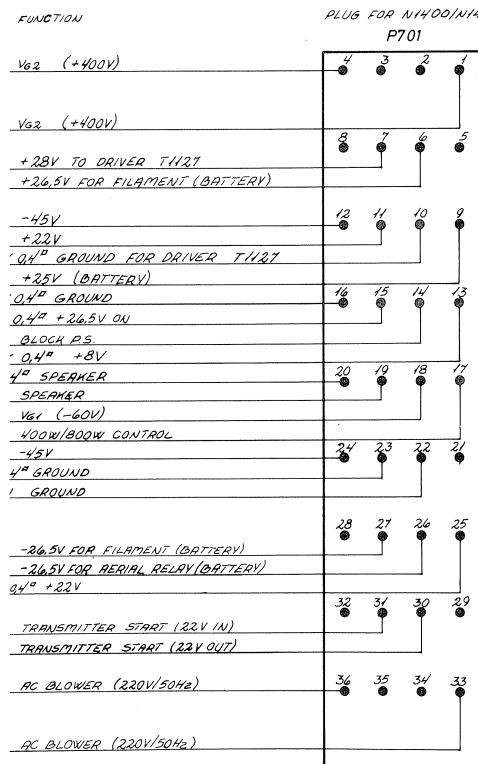 FUNCTION
PLUG FOR N1400/N14
P701
VG2 (+400V)
4 3 2 1
VG2 (+400V)
8 7 6 5
+28V TO DRIVER T1127
+26,5V FOR FILAMENT (BATTERY)
-45V
12 11 10 9
+22V
0,4▫ GROUND FOR DRIVER T1127
+25V (BATTERY)
0,4▫ GROUND
16 15 14 13
0,4▫ +26,5V ON
BLOCK P.S.
0,4▫ +8V
4▫ SPEAKER
20 19 18 17
SPEAKER
VG1 (-60V)
400W/800W CONTROL
-45V
24 23 22 21
4▫ GROUND
GROUND
28 27 26 25
-26,5V FOR FILAMENT (BATTERY)
-26,5V FOR AERIAL RELAY (BATTERY)
0,4▫ +22V
32 31 30 29
TRANSMITTER START (22V IN)
TRANSMITTER START (22V OUT)
AC BLOWER (220V/50Hz)
36 35 34 33
AC BLOWER (220V/50Hz)